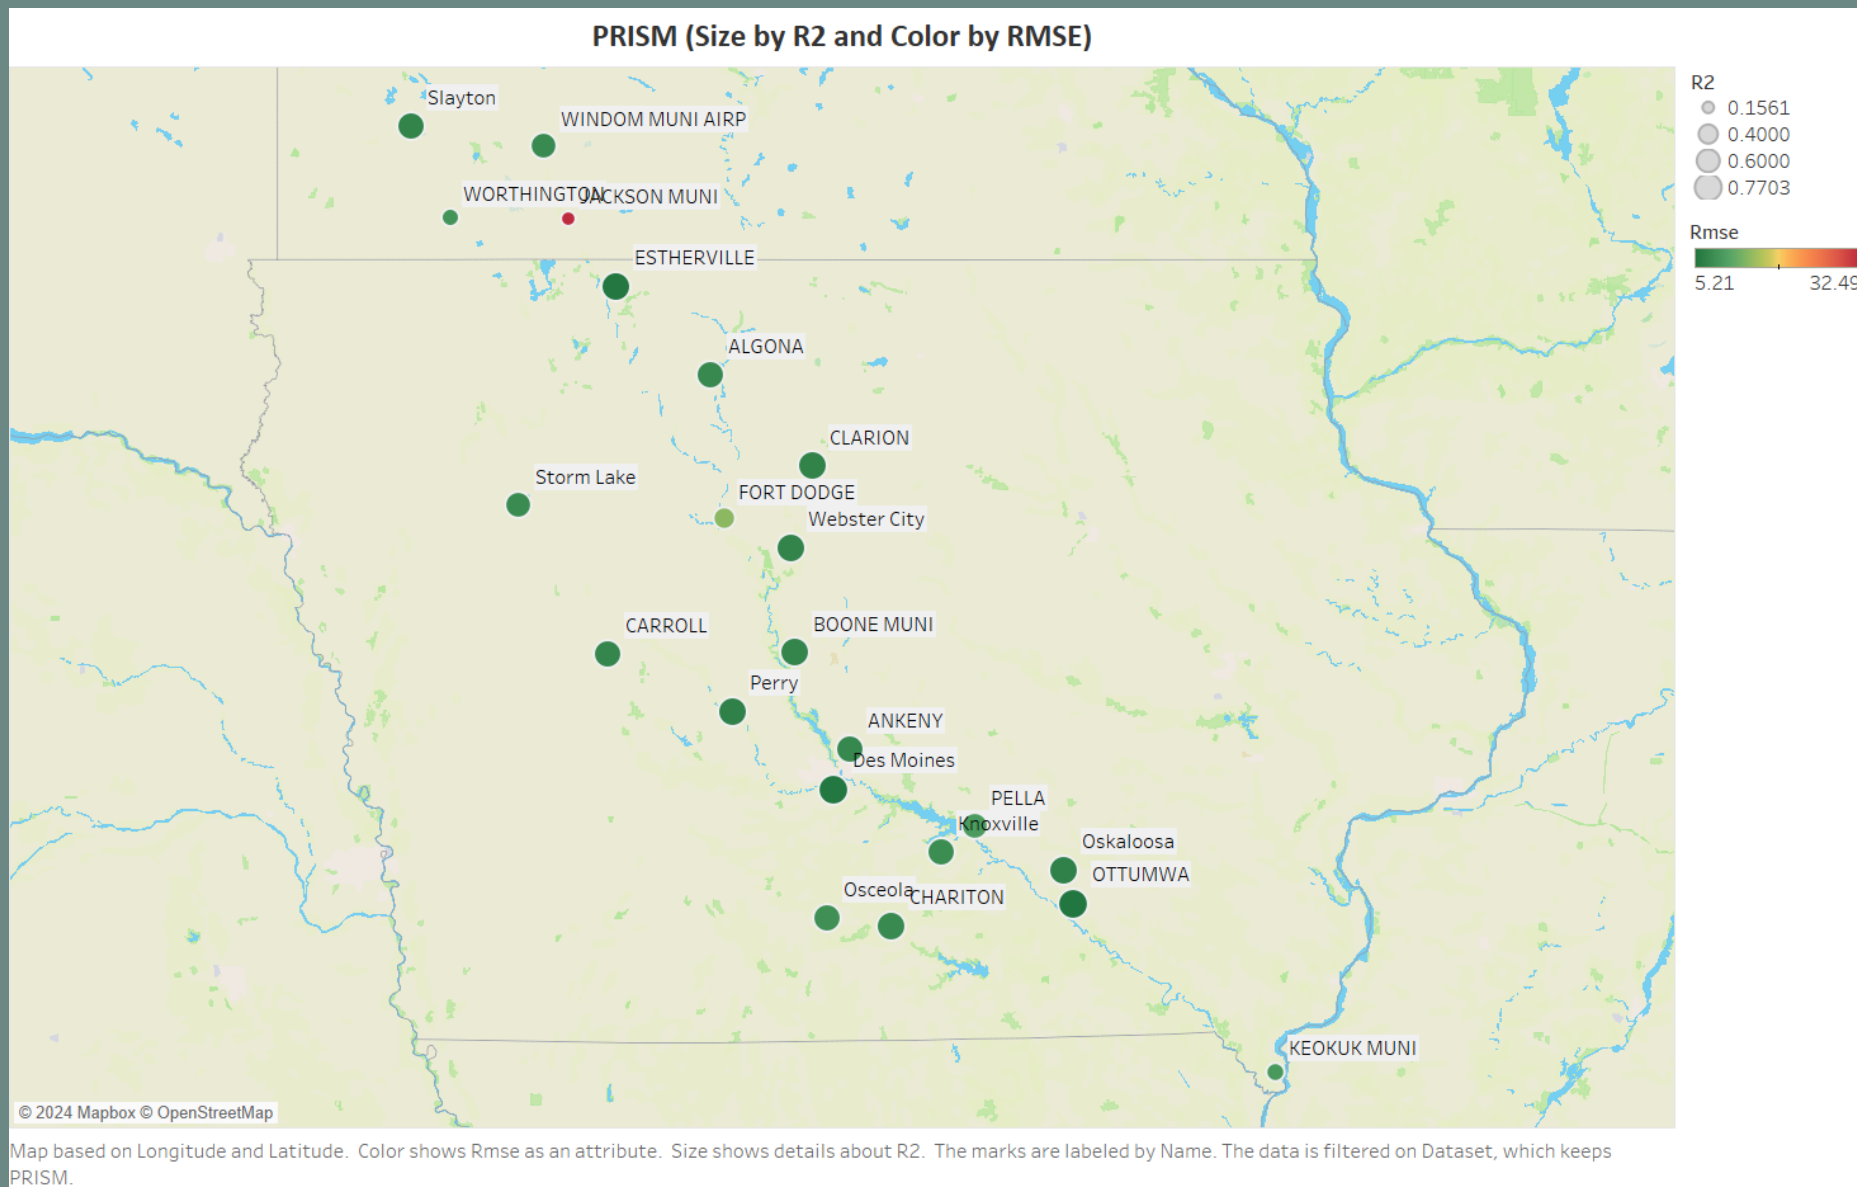 PRISM (Size by R2 and Color by RMSE)
R2
0.1561
0.4000
0.6000
0.7703
Rmse
5.21 32.49
Slayton
WINDOM MUNI AIRP
WORTHINGTON
JACKSON MUNI
ESTHERVILLE
ALGONA
CLARION
Storm Lake
FORT DODGE
Webster City
CARROLL
BOONE MUNI
Perry
ANKENY
Des Moines
PELLA
Knoxville
Oskaloosa
OTTUMWA
Osceola
CHARITON
KEOKUK MUNI
© 2024 Mapbox © OpenStreetMap
Map based on Longitude and Latitude. Color shows Rmse as an attribute. Size shows details about R2. The marks are labeled by Name. The data is filtered on Dataset, which keeps
PRISM.